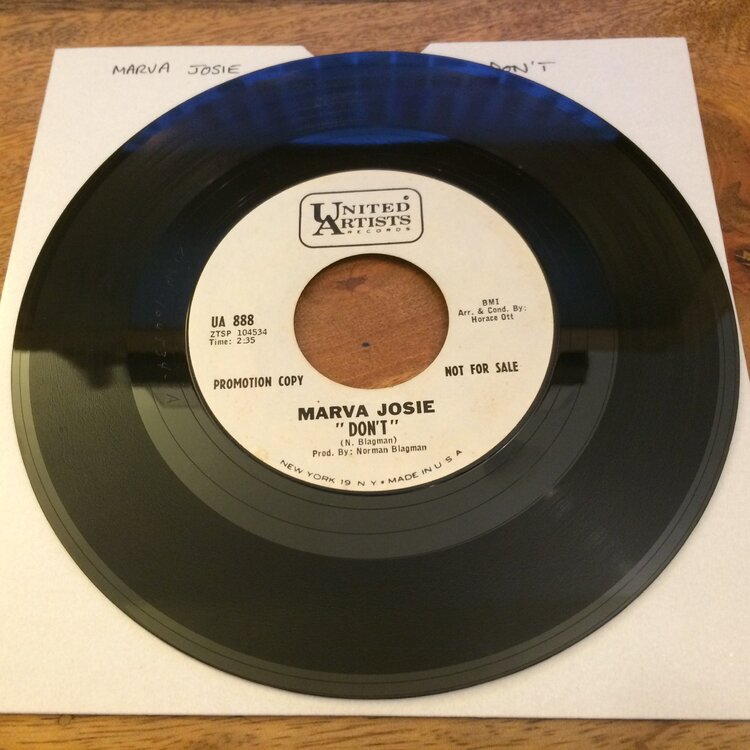 MARVA JOSIE
DON'T
UNITED
ARTISTS
RECORDS
UA 888
ZTSP 104534
Time: 2:35
BMI
Arr. & Cond. By:
Horace Ott
PROMOTION COPY
NOT FOR SALE
MARVA JOSIE
"DON'T"
(N. Blagman)
Prod. By: Norman Blagman
NEW YORK 19 N Y • MADE IN U S A